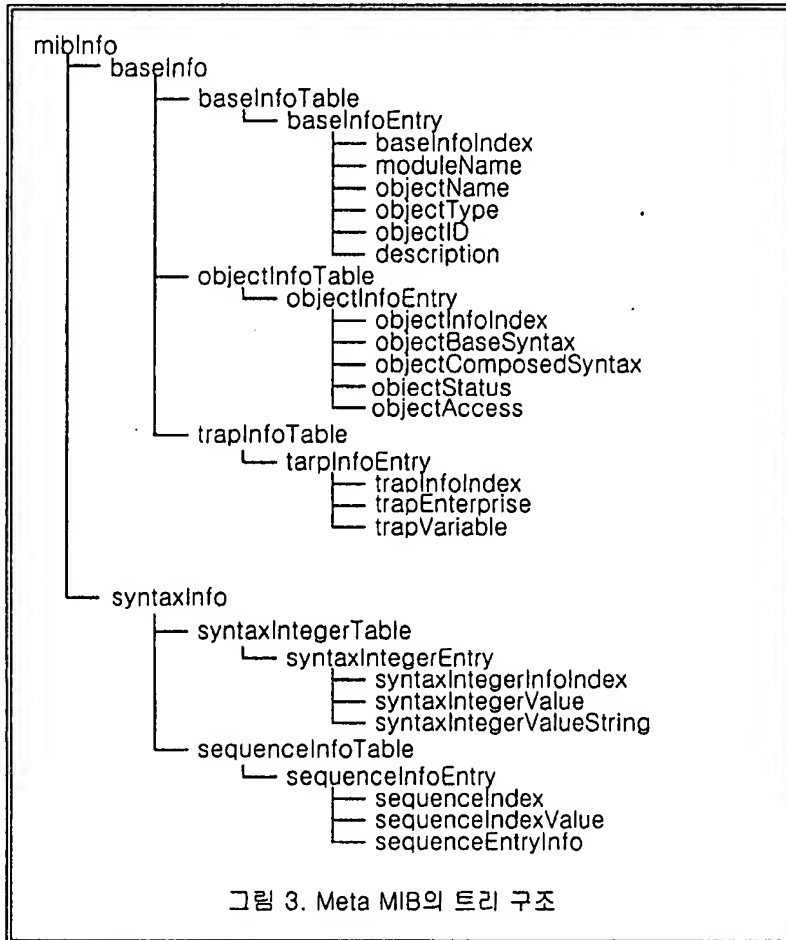 mibInfo
baseInfo
baseInfoTable
baseInfoEntry
baseInfoIndex
moduleName
objectName
objectType
objectID
description
objectInfoTable
objectInfoEntry
objectInfoIndex
objectBaseSyntax
objectComposedSyntax
objectStatus
objectAccess
trapInfoTable
tarpInfoEntry
trapInfoIndex
trapEnterprise
trapVariable
syntaxInfo
syntaxIntegerTable
syntaxIntegerEntry
syntaxIntegerInfoIndex
syntaxIntegerValue
syntaxIntegerValueString
sequenceInfoTable
sequenceInfoEntry
sequenceIndex
sequenceIndexValue
sequenceEntryInfo
그림 3. Meta MIB의 트리 구조